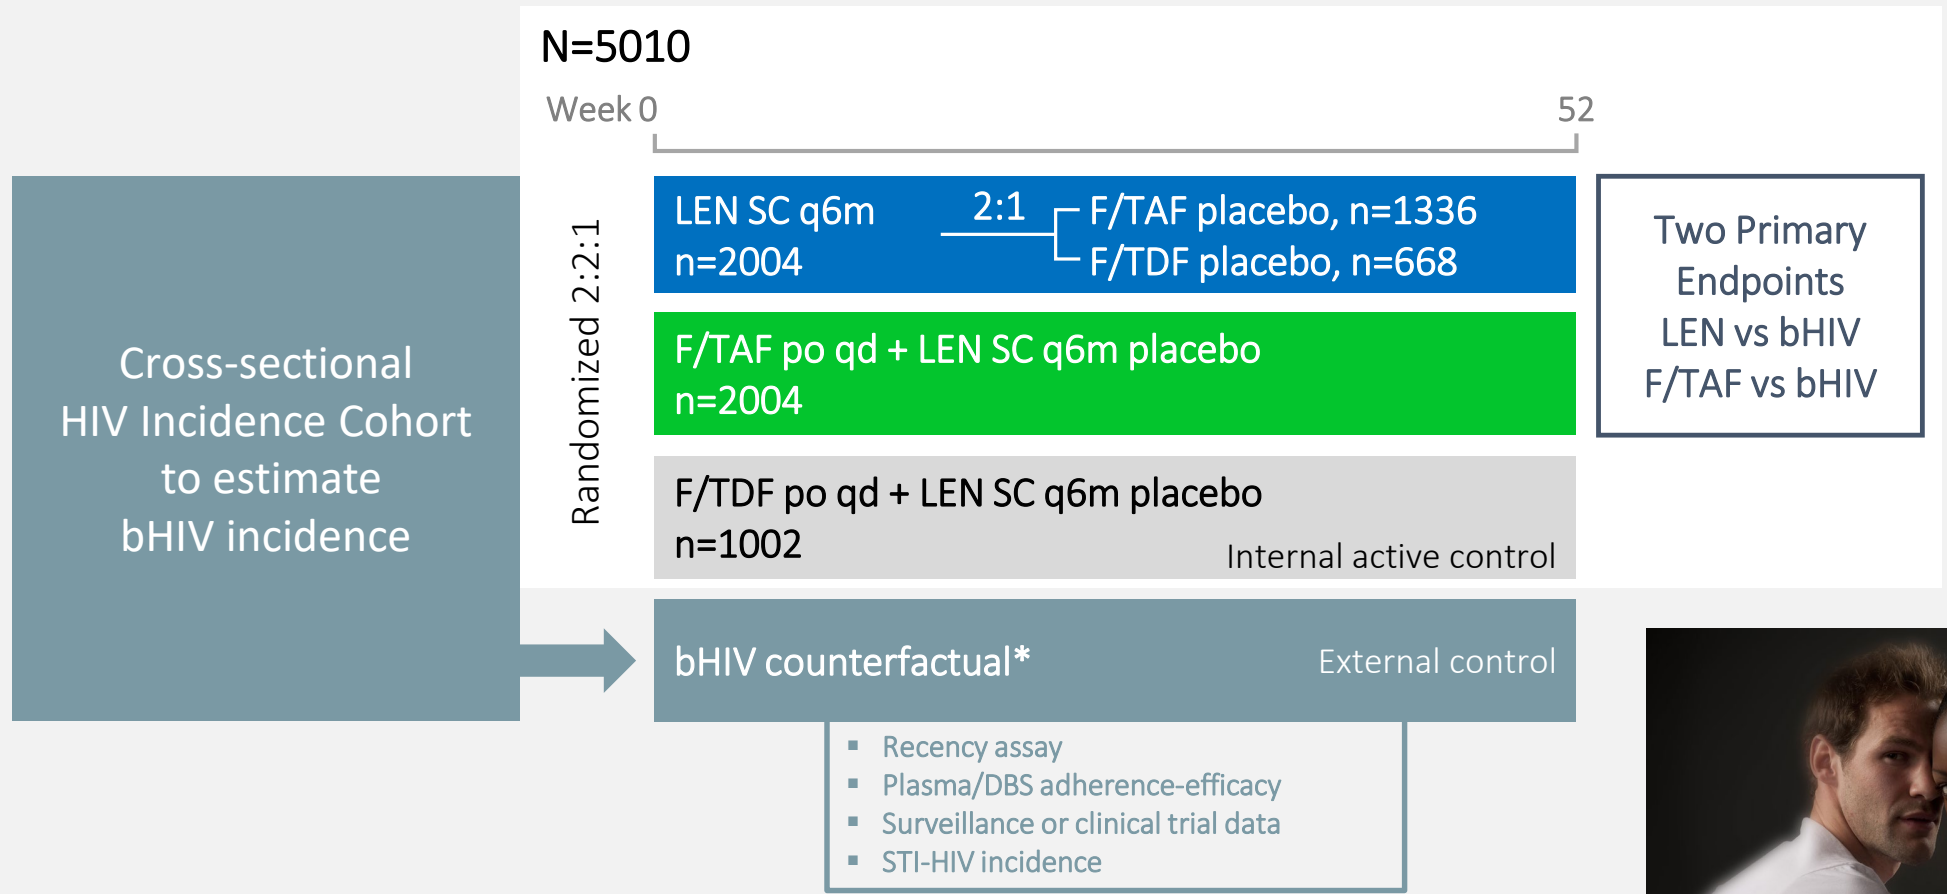 N=5010
Week 0
52
Cross-sectional
HIV Incidence Cohort
to estimate
bHIV incidence
Randomized 2:2:1
LEN SC q6m
n=2004
2:1
F/TAF placebo, n=1336
F/TDF placebo, n=668
F/TAF po qd + LEN SC q6m placebo
n=2004
F/TDF po qd + LEN SC q6m placebo
n=1002
Internal active control
Two Primary
Endpoints
LEN vs bHIV
F/TAF vs bHIV
bHIV counterfactual*
External control
▪ Recency assay
▪ Plasma/DBS adherence-efficacy
▪ Surveillance or clinical trial data
▪ STI-HIV incidence